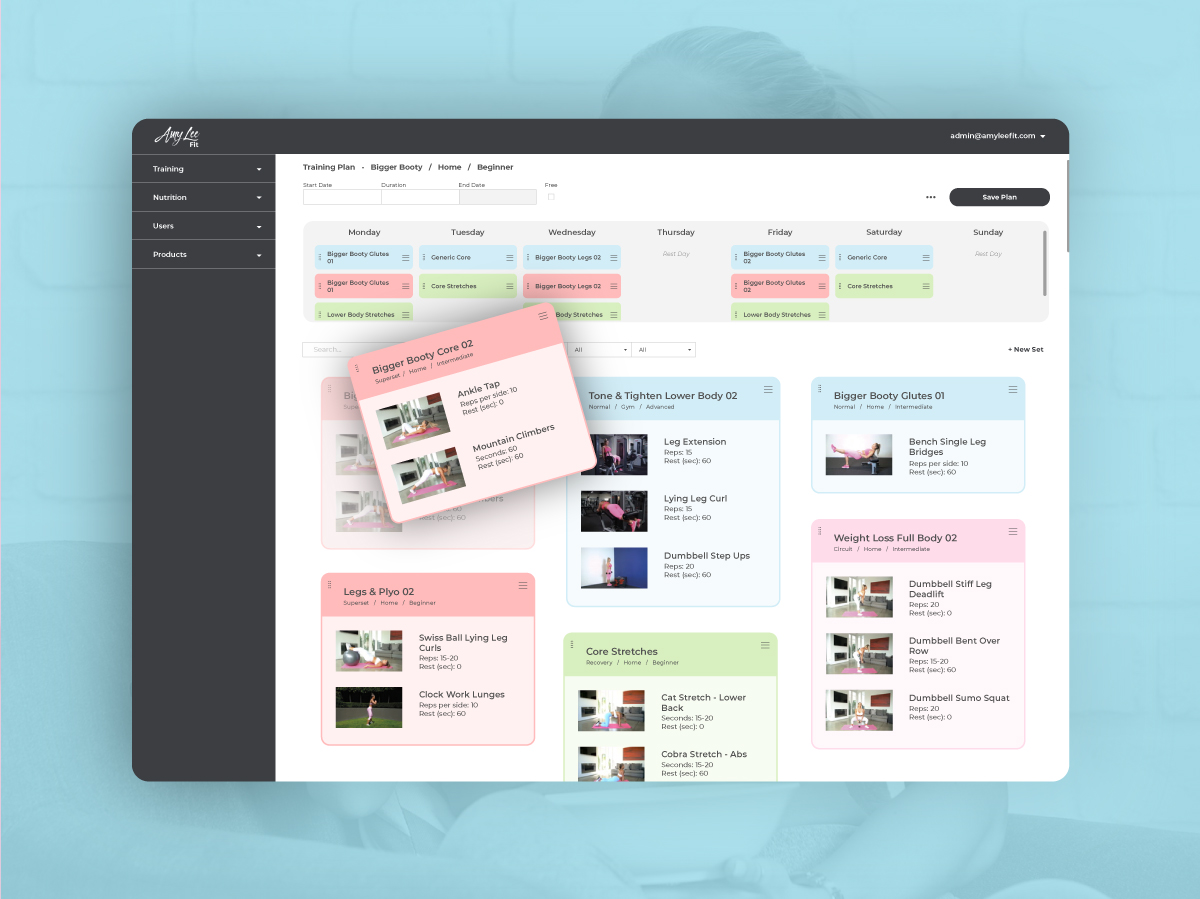 Amy Lee
Fit
admin@amyleefit.com
Training
Nutrition
Users
Products
Training Plan - Bigger Booty / Home / Beginner
Start Date
Duration
End Date
Free
Save Plan
Monday
Tuesday
Wednesday
Thursday
Friday
Saturday
Sunday
Bigger Booty Glutes
01
Generic Core
Bigger Booty Legs 02
Rest Day
Bigger Booty Glutes
02
Generic Core
Rest Day
Bigger Booty Glutes
01
Core Stretches
Bigger Booty Legs 02
Bigger Booty Glutes
02
Core Stretches
Lower Body Stretches
Body Stretches
Lower Body Stretches
Search...
All
All
+ New Set
Bigger Booty Core 02
Superset / Home / Intermediate
Ankle Tap
Reps per side: 10
Rest (sec): 0
Mountain Climbers
Seconds: 60
Rest (sec): 60
Legs & Plyo 02
Superset / Home / Beginner
Swiss Ball Lying Leg
Curls
Reps: 15-20
Rest (sec): 0
Clock Work Lunges
Reps per side: 10
Rest (sec): 60
Tone & Tighten Lower Body 02
Normal / Gym / Advanced
Leg Extension
Reps: 15
Rest (sec): 60
Lying Leg Curl
Reps: 15
Rest (sec): 60
Dumbbell Step Ups
Reps: 20
Rest (sec): 60
Core Stretches
Recovery / Home / Beginner
Cat Stretch - Lower
Back
Seconds: 15-20
Rest (sec): 0
Cobra Stretch - Abs
Seconds: 15-20
Rest (sec): 60
Bigger Booty Glutes 01
Normal / Home / Intermediate
Bench Single Leg
Bridges
Reps per side: 10
Rest (sec): 60
Weight Loss Full Body 02
Circuit / Home / Intermediate
Dumbbell Stiff Leg
Deadlift
Reps: 20
Rest (sec): 0
Dumbbell Bent Over
Row
Reps: 15-20
Rest (sec): 60
Dumbbell Sumo Squat
Reps: 20
Rest (sec): 0